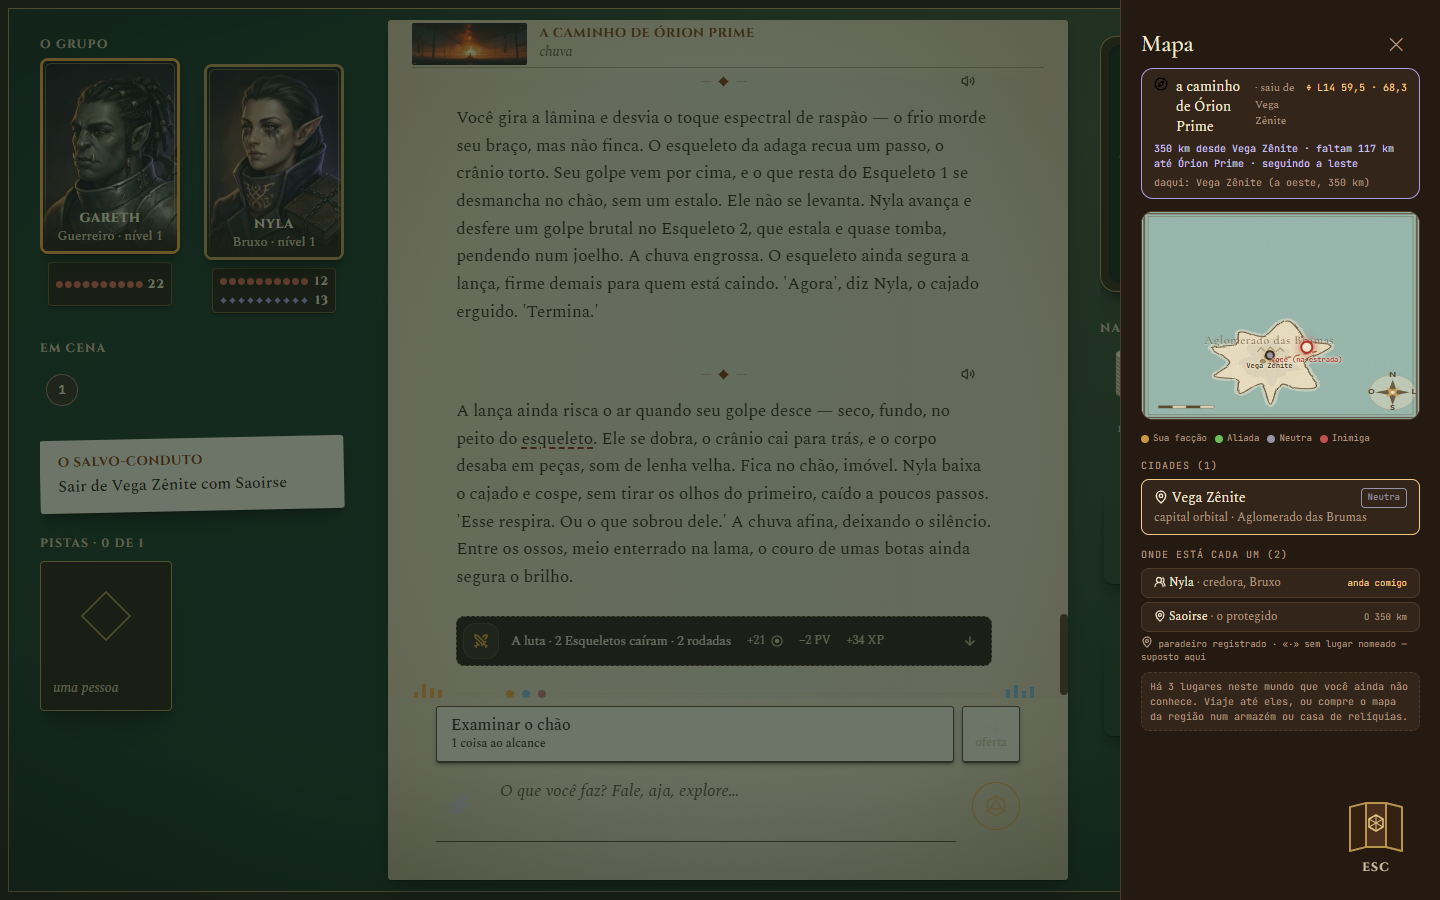 O GRUPO
GARETH
Guerreiro · nível 1
22
NYLA
Bruxo · nível 1
12
13
EM CENA
1
O SALVO-CONDUTO
Sair de Vega Zênite com Saoirse
PISTAS · 0 DE 1
uma pessoa
A CAMINHO DE ÓRION PRIME
chuva
Você gira a lâmina e desvia o toque espectral de raspão — o frio morde
seu braço, mas não finca. O esqueleto da adaga recua um passo, o
crânio torto. Seu golpe vem por cima, e o que resta do Esqueleto 1 se
desmancha no chão, sem um estalo. Ele não se levanta. Nyla avança e
desfere um golpe brutal no Esqueleto 2, que estala e quase tomba,
pendendo num joelho. A chuva engrossa. O esqueleto ainda segura a
lança, firme demais para quem está caindo. 'Agora', diz Nyla, o cajado
erguido. 'Termina.'
A lança ainda risca o ar quando seu golpe desce — seco, fundo, no
peito do esqueleto. Ele se dobra, o crânio cai para trás, e o corpo
desaba em peças, som de lenha velha. Fica no chão, imóvel. Nyla baixa
o cajado e cospe, sem tirar os olhos do primeiro, caído a poucos passos.
'Esse respira. Ou o que sobrou dele.' A chuva afina, deixando o silêncio.
Entre os ossos, meio enterrado na lama, o couro de umas botas ainda
segura o brilho.
A luta · 2 Esqueletos caíram · 2 rodadas +21 −2 PV +34 XP
Examinar o chão
1 coisa ao alcance
oferta
O que você faz? Fale, aja, explore...
NA
Mapa
a caminho de Órion Prime
· saiu de Vega Zênite
L14 59,5 · 68,3
350 km desde Vega Zênite · faltam 117 km
até Órion Prime · seguindo a leste
daqui: Vega Zênite (a oeste, 350 km)
Aglomerado das Brumas
você (na estrada)
Vega Zênite
N
O
L
S
Sua facção Aliada Neutra Inimiga
CIDADES (1)
Vega Zênite
Neutra
capital orbital · Aglomerado das Brumas
ONDE ESTÁ CADA UM (2)
Nyla · credora, Bruxo anda comigo
Saoirse · o protegido O 350 km
paradeiro registrado · «·» sem lugar nomeado —
suposto aqui
Há 3 lugares neste mundo que você ainda não
conhece. Viaje até eles, ou compre o mapa
da região num armazém ou casa de relíquias.
ESC